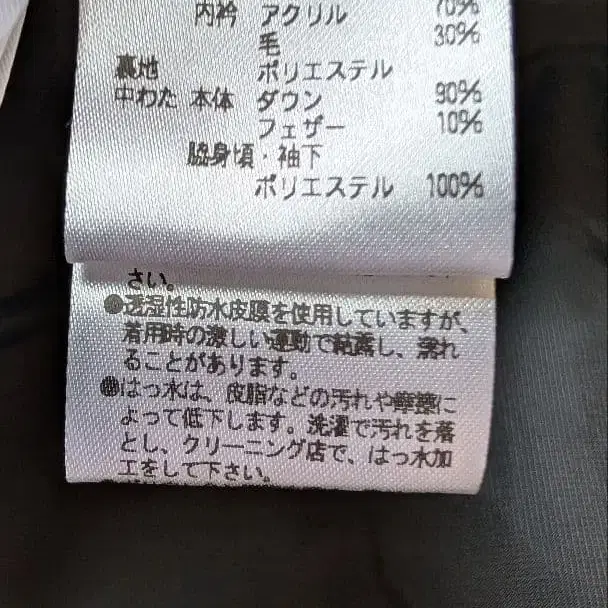 内衿 アクリル 70%
毛 30%
裏地 ポリエステル
中わた 本体 ダウン 90%
フェザー 10%
脇身頃・袖下
ポリエステル 100%
さい。
●透湿性防水皮膜を使用していますが、
着用時の激しい運動で結露し、濡れ
ることがあります。
●はっ水は、皮脂などの汚れや摩擦に
よって低下します。洗濯で汚れを落
とし、クリーニング店で、はっ水加
工をして下さい。